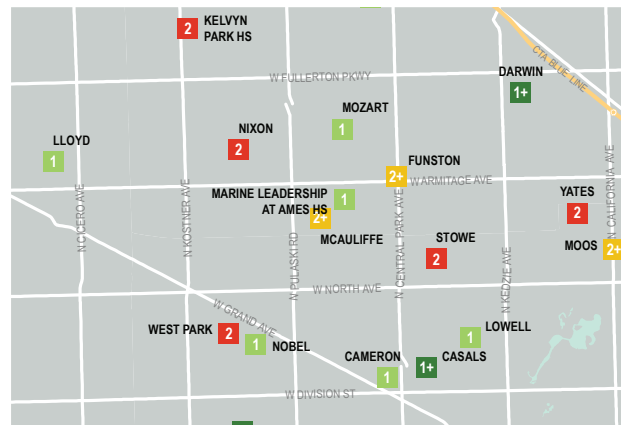 KELVYN
PARK HS
2
W FULLERTON PKWY
CTA BLUE LINE
DARWIN
1+
MOZART
1
NIXON
2
LLOYD
1
FUNSTON
2+
W ARMITAGE AVE
MARINE LEADERSHIP
AT AMES HS
1
2+
MCAULIFFE
YATES
2
N CICERO AVE
N KOSTNER AVE
N PULASKI RD
N CENTRAL PARK AVE
N KEDZIE AVE
N CALIFORNIA AVE
STOWE
2
MOOS
2+
W NORTH AVE
W GRAND AVE
WEST PARK
2
1
NOBEL
LOWELL
1
CAMERON
1
1+
CASALS
W DIVISION ST